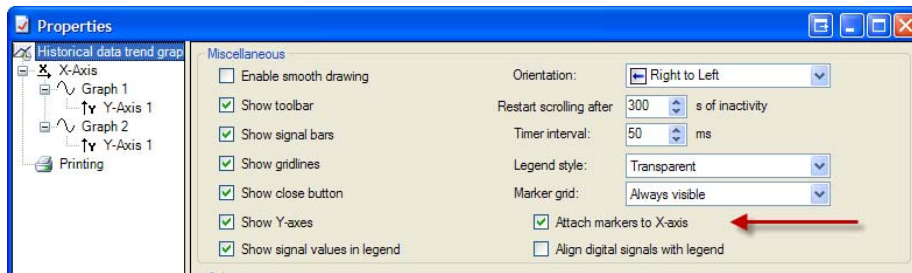 Properties
Historical data trend grap
X-Axis
Graph 1
Y-Axis 1
Graph 2
Y-Axis 1
Printing
Miscellaneous
Enable smooth drawing
Orientation: Right to Left
Show toolbar
Restart scrolling after 300 s of inactivity
Show signal bars
Timer interval: 50 ms
Show gridlines
Legend style: Transparent
Show close button
Marker grid: Always visible
Show Y-axes
Attach markers to X-axis
Show signal values in legend
Align digital signals with legend